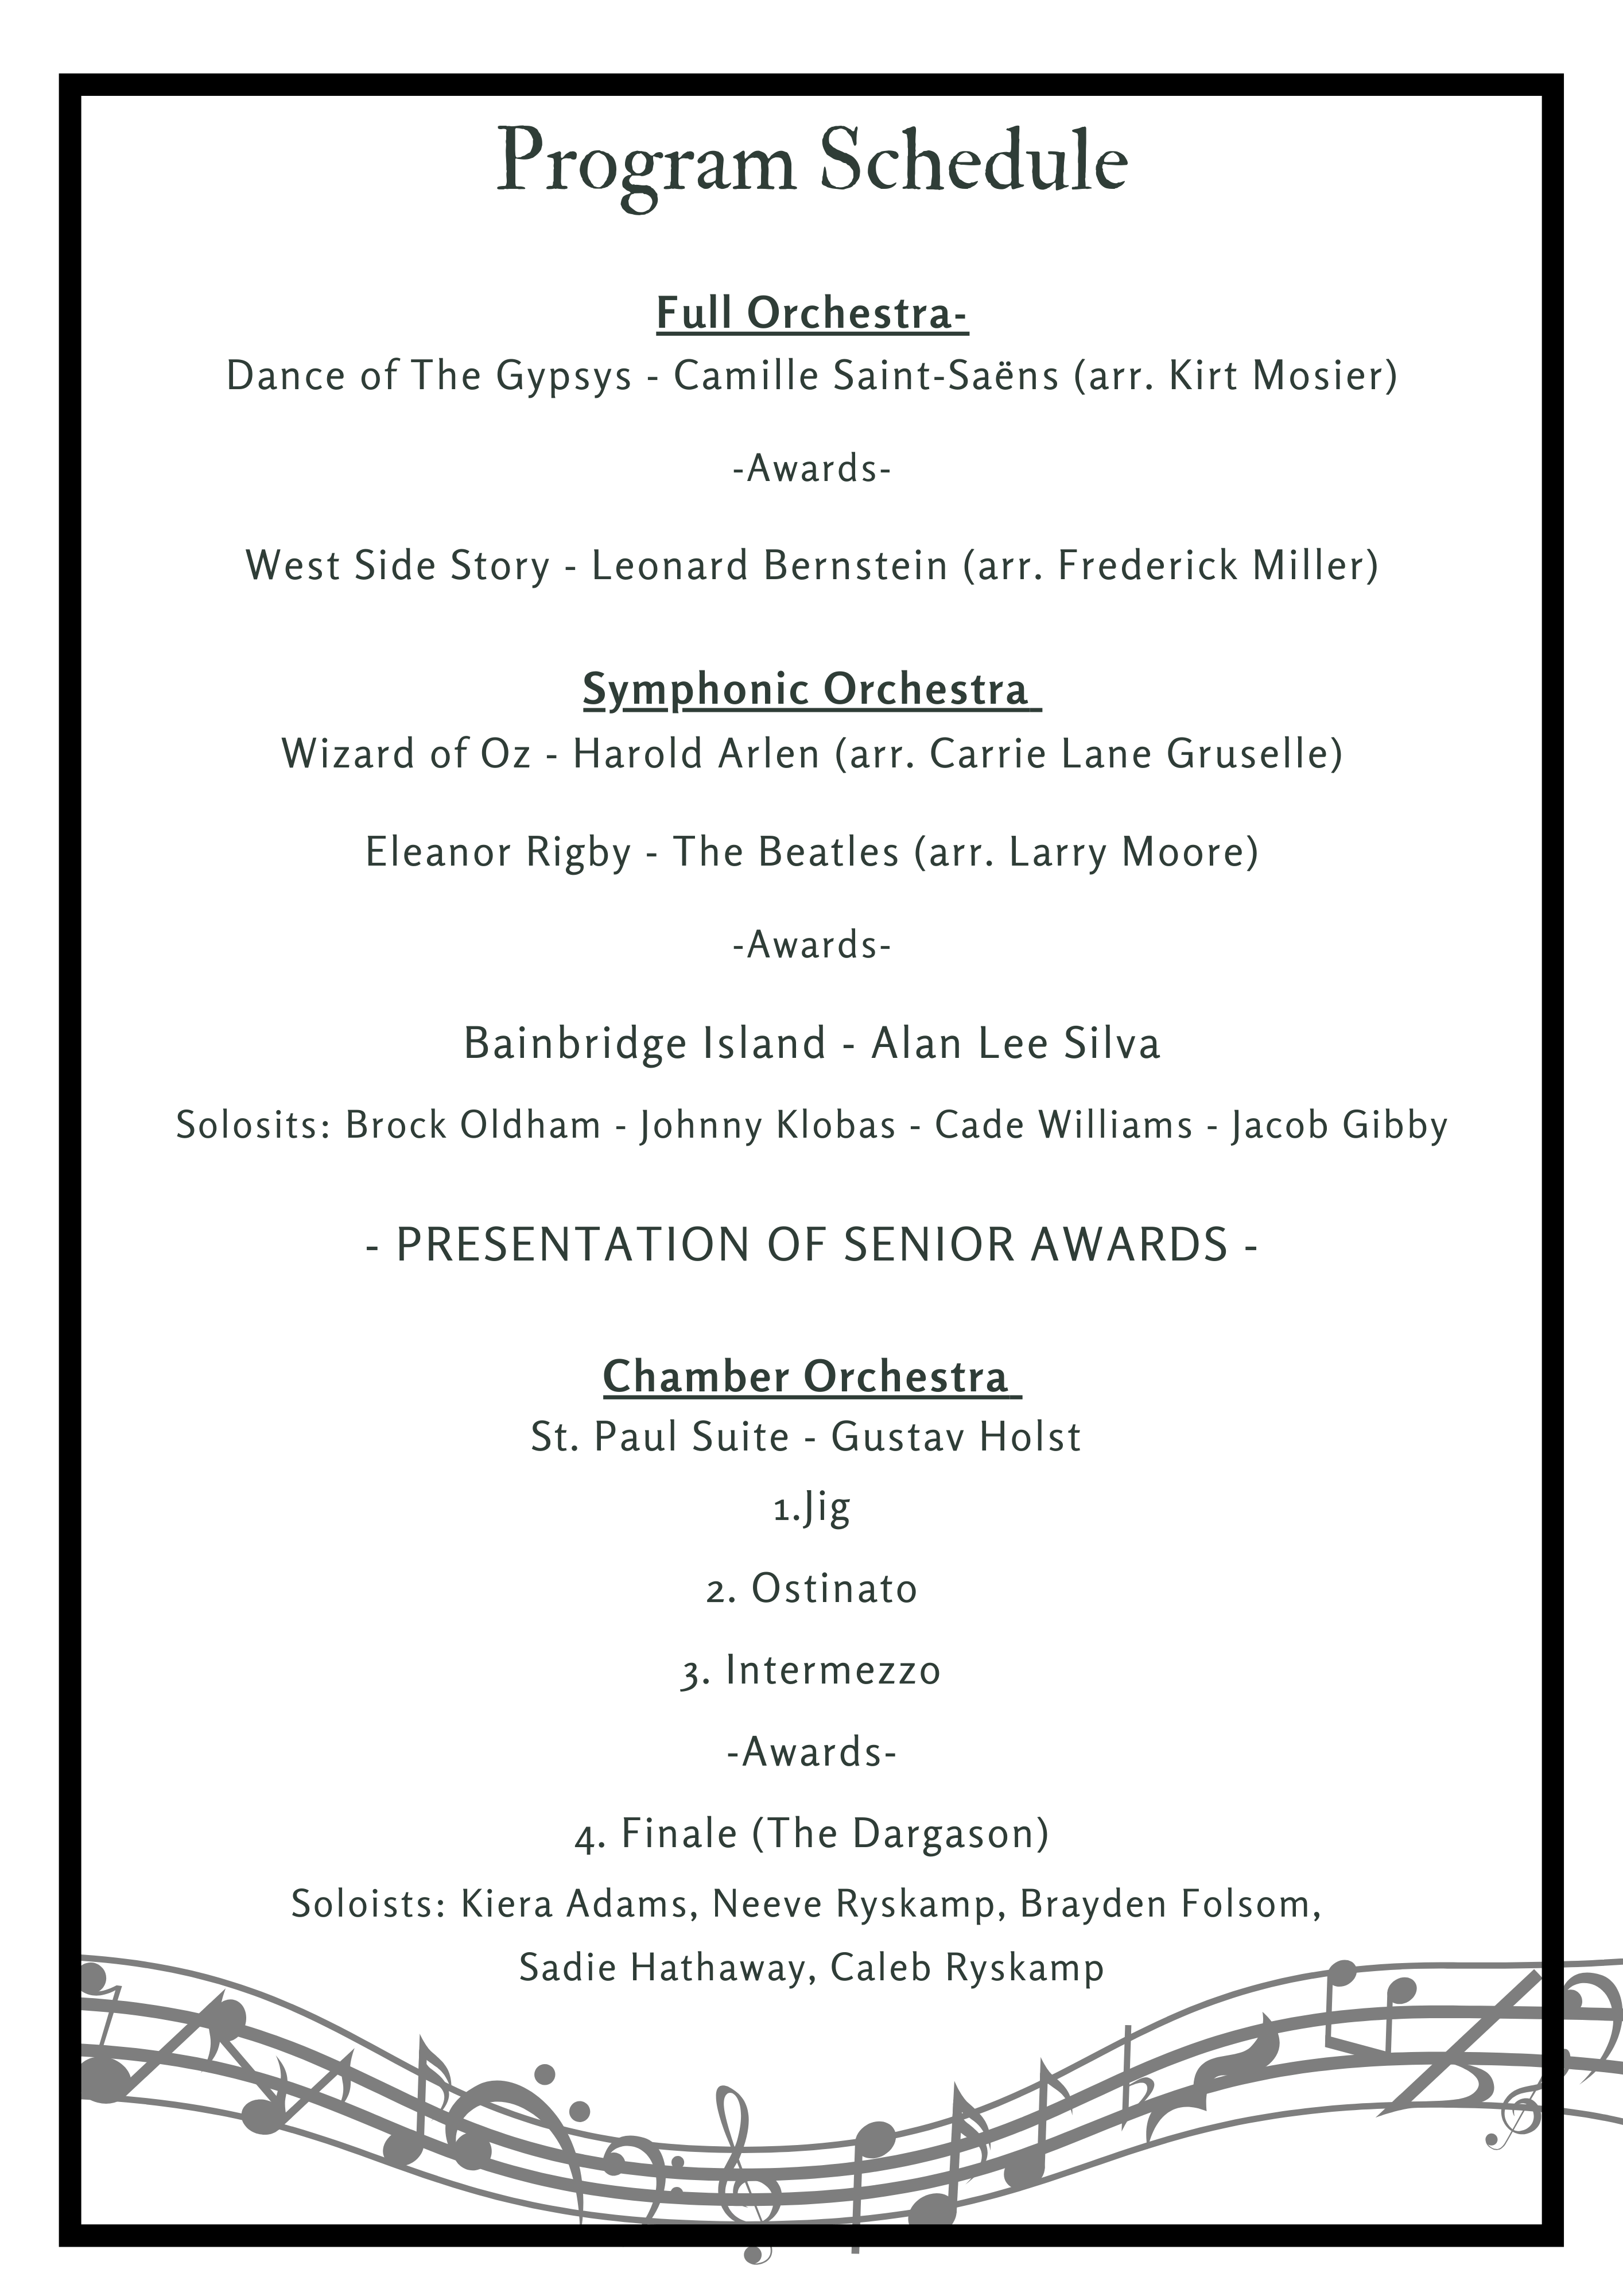 Program Schedule
Full Orchestra-
Dance of The Gypsys - Camille Saint-Saëns (arr. Kirt Mosier)
-Awards-
West Side Story - Leonard Bernstein (arr. Frederick Miller)
Symphonic Orchestra
Wizard of Oz - Harold Arlen (arr. Carrie Lane Gruselle)
Eleanor Rigby - The Beatles (arr. Larry Moore)
-Awards-
Bainbridge Island - Alan Lee Silva
Solosits: Brock Oldham - Johnny Klobas - Cade Williams - Jacob Gibby
- PRESENTATION OF SENIOR AWARDS -
Chamber Orchestra
St. Paul Suite - Gustav Holst
1.Jig
2. Ostinato
3. Intermezzo
-Awards-
4. Finale (The Dargason)
Soloists: Kiera Adams, Neeve Ryskamp, Brayden Folsom,
Sadie Hathaway, Caleb Ryskamp